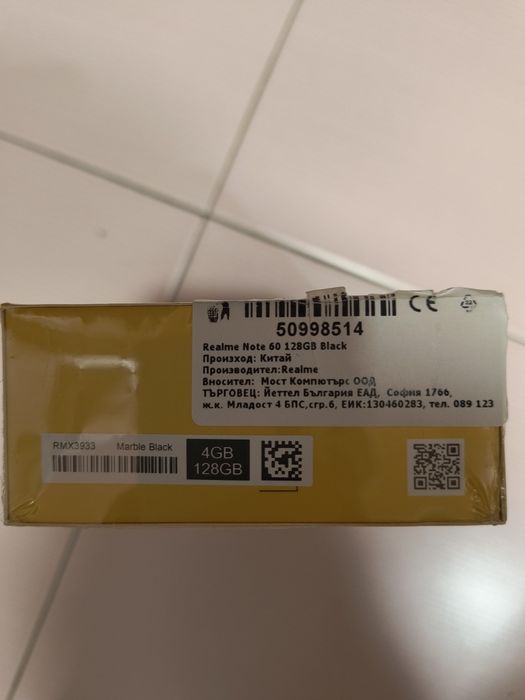 CE
50998514
Realme Note 60 128GB Black
Произход: Китай
Производител:Realme
Вносител: Мост Компютърс ООД
ТЪРГОВЕЦ: Йеттел България ЕАД, София 1766,
ж.к. Младост 4 БПС,сгр.6, ЕИК:130460283, тел. 089 123
RMX3933 Marble Black
4GB
128GB